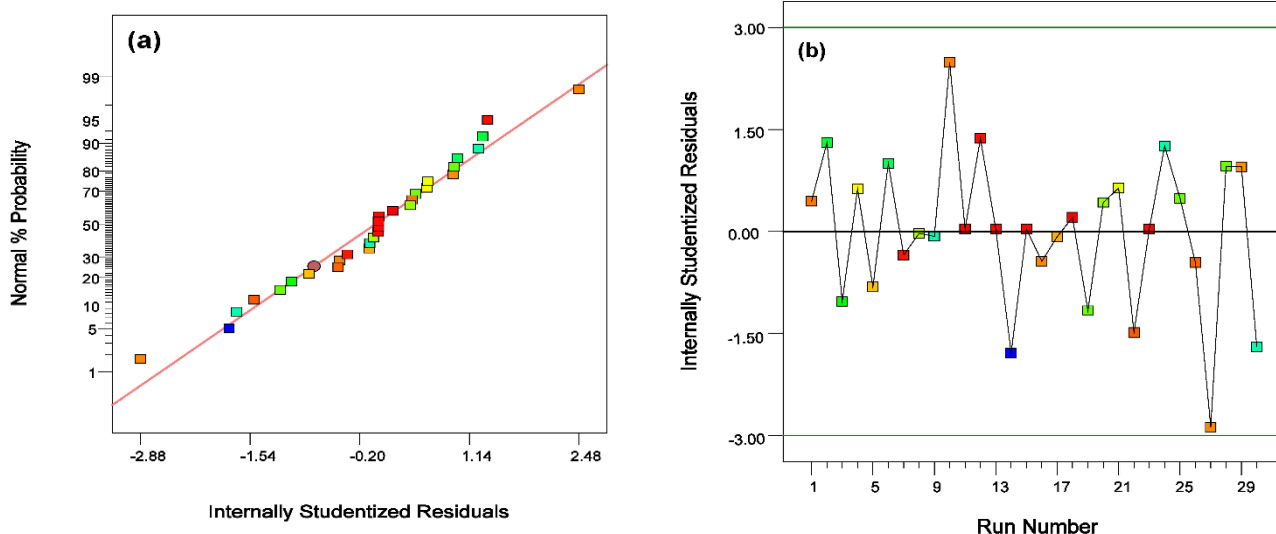 (a)
Normal % Probability
99
95
90
80
70
50
30
20
10
5
1
-2.88 -1.54 -0.20 1.14 2.48
Internally Studentized Residuals
(b)
Internally Studentized Residuals
3.00
1.50
0.00
-1.50
-3.00
1 5 9 13 17 21 25 29
Run Number